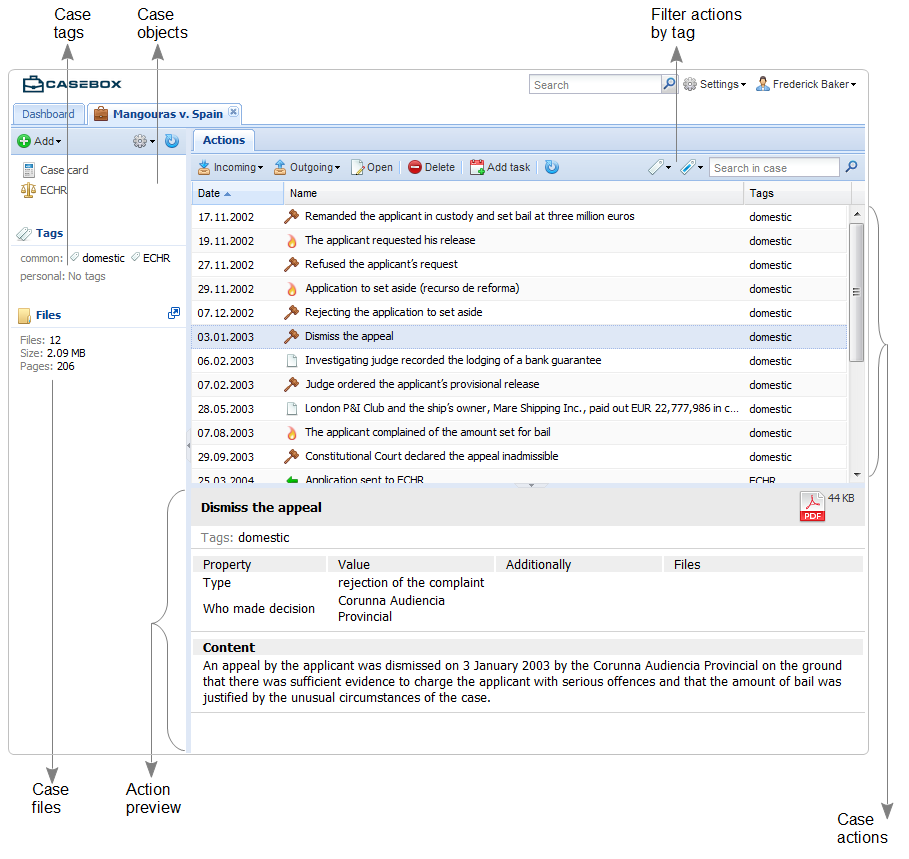 Case tags
Case objects
Filter actions by tag
CASEBOX
Search
Settings
Frederick Baker
Dashboard
Mangouras v. Spain
Add
Actions
Case card
ECHR
Incoming
Outgoing
Open
Delete
Add task
Search in case
Date Name Tags
17.11.2002 Remanded the applicant in custody and set bail at three million euros domestic
19.11.2002 The applicant requested his release domestic
27.11.2002 Refused the applicant's request domestic
29.11.2002 Application to set aside (recurso de reforma) domestic
07.12.2002 Rejecting the application to set aside domestic
03.01.2003 Dismiss the appeal domestic
06.02.2003 Investigating judge recorded the lodging of a bank guarantee domestic
07.02.2003 Judge ordered the applicant's provisional release domestic
28.05.2003 London P&I Club and the ship's owner, Mare Shipping Inc., paid out EUR 22,777,986 in c... domestic
07.08.2003 The applicant complained of the amount set for bail domestic
29.09.2003 Constitutional Court declared the appeal inadmissible domestic
25.03.2004 Application sent to ECHR ECHR
Tags
common: domestic ECHR
personal: No tags
Files
Files: 12
Size: 2.09 MB
Pages: 206
Dismiss the appeal
PDF
44 KB
Tags: domestic
Property Value Additionally Files
Type rejection of the complaint
Who made decision Corunna Audiencia Provincial
Content
An appeal by the applicant was dismissed on 3 January 2003 by the Corunna Audiencia Provincial on the ground
that there was sufficient evidence to charge the applicant with serious offences and that the amount of bail was
justified by the unusual circumstances of the case.
Case files
Action preview
Case actions